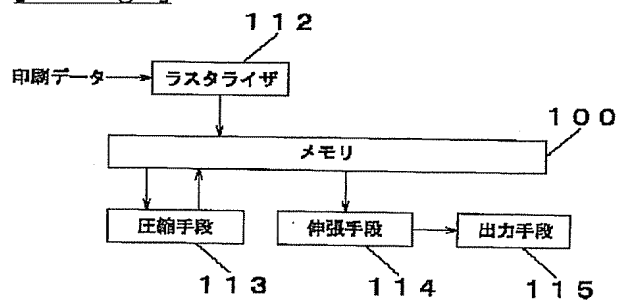 112
印刷データ
ラスタライザ
100
メモリ
圧縮手段
伸張手段
出力手段
113
114
115